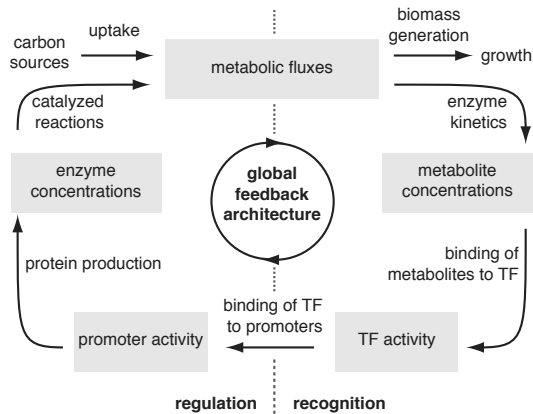 carbon
sources
uptake
metabolic fluxes
biomass
generation
growth
catalyzed
reactions
enzyme
kinetics
enzyme
concentrations
global
feedback
architecture
metabolite
concentrations
protein production
binding of
metabolites to TF
binding of TF
to promoters
promoter activity
TF activity
regulation
recognition